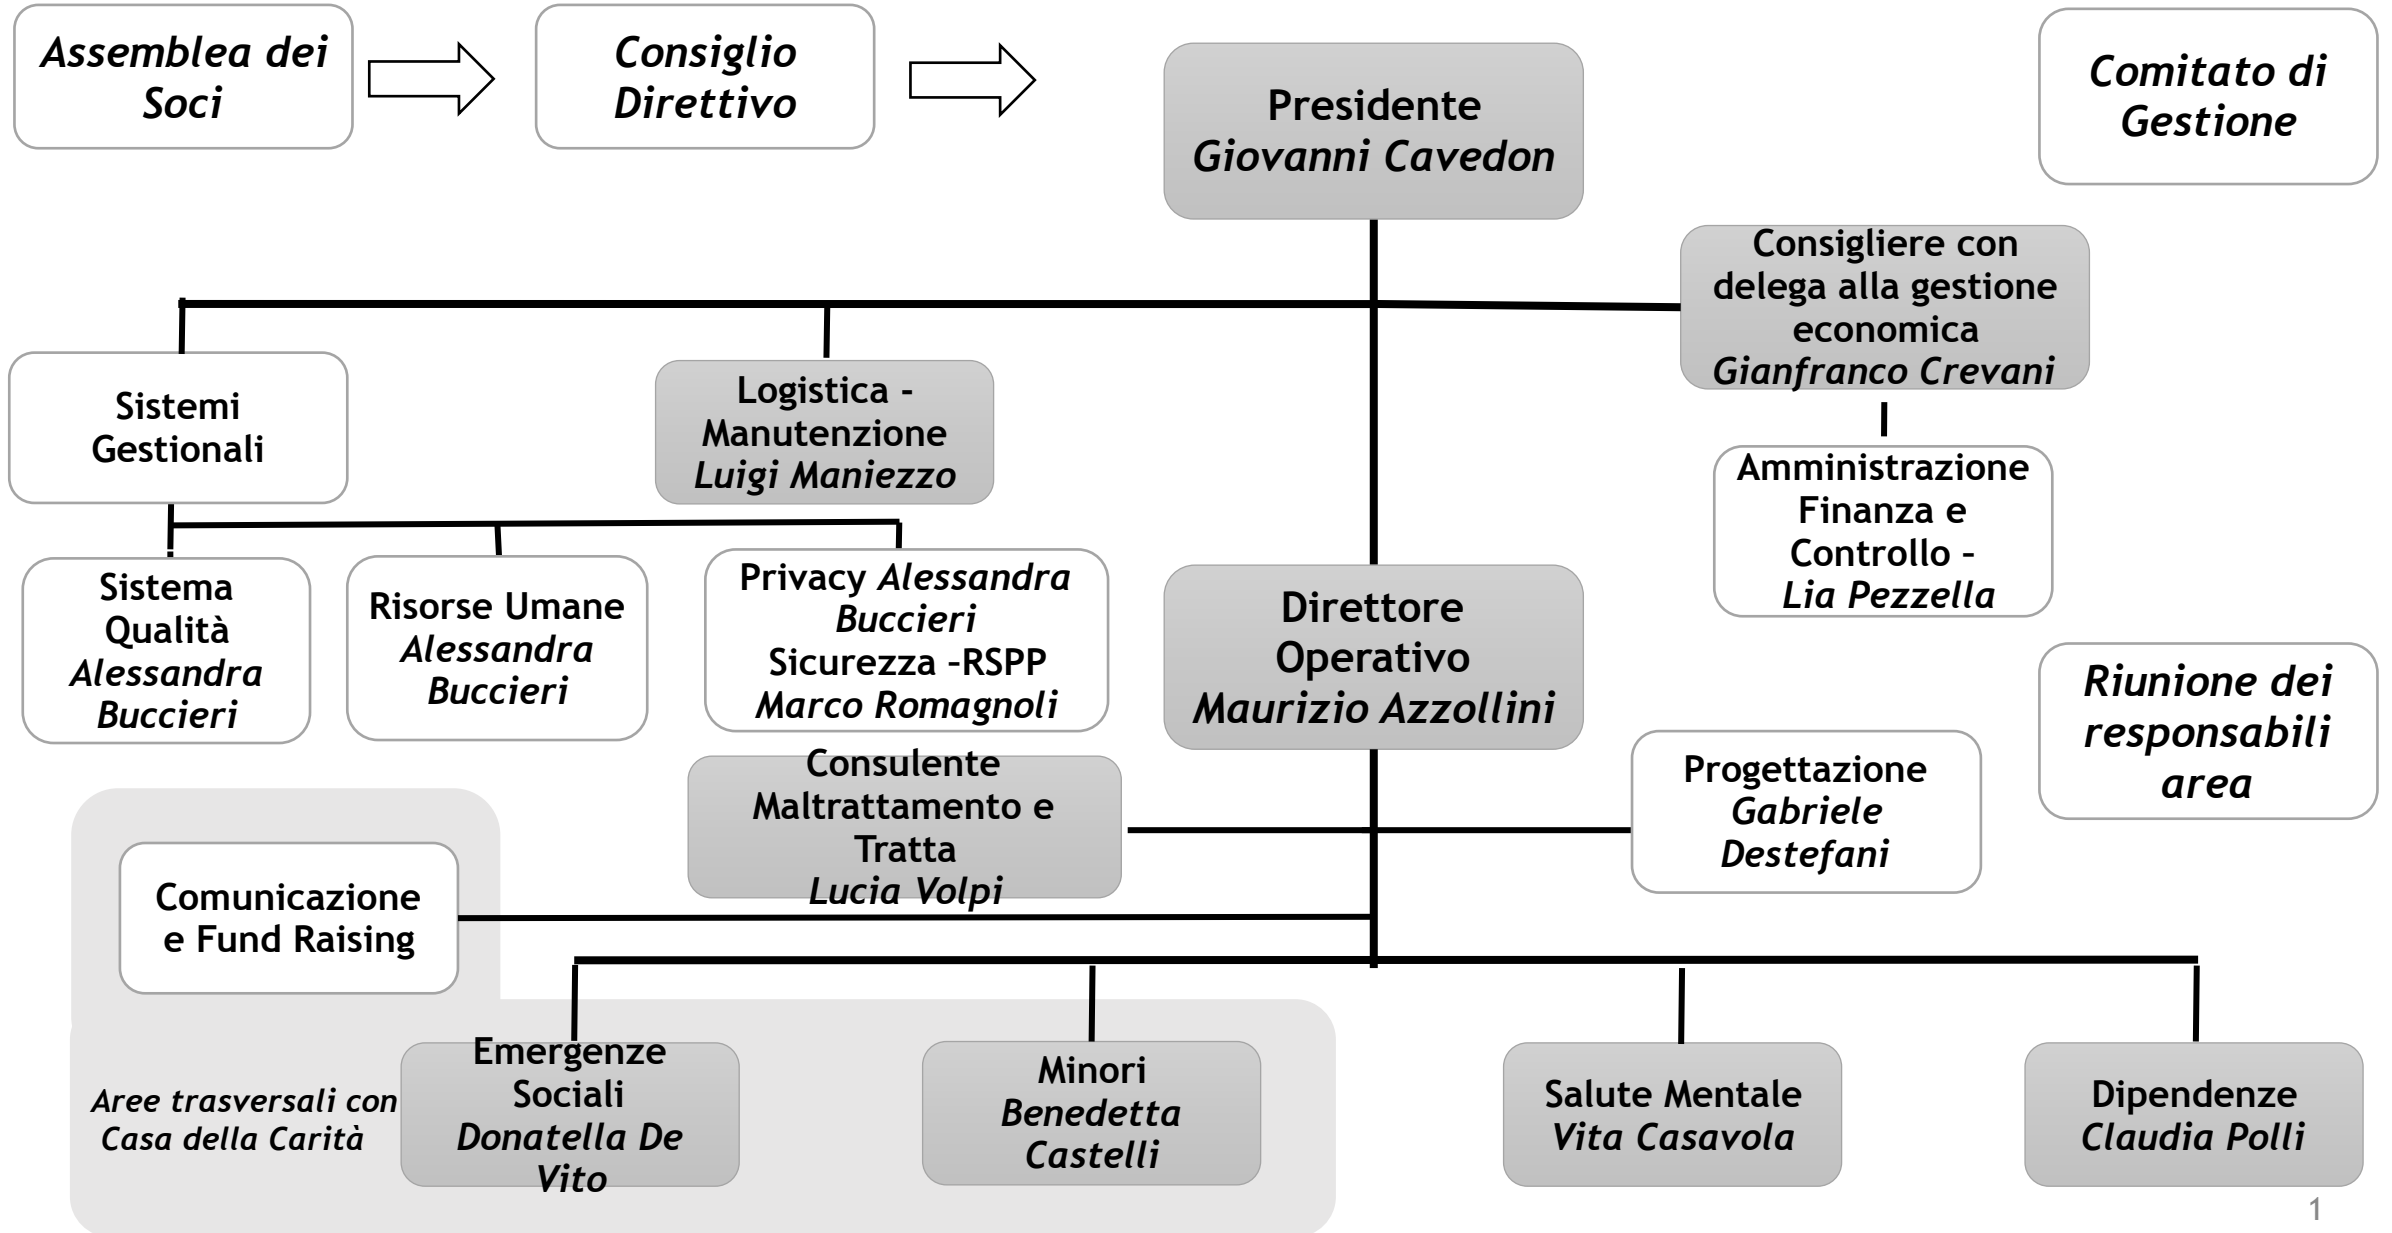 Assemblea dei
Soci
Consiglio
Direttivo
Presidente
Giovanni Cavedon
Comitato di
Gestione
Consigliere con
delega alla gestione
economica
Gianfranco Crevani
Sistemi
Gestionali
Logistica -
Manutenzione
Luigi Maniezzo
Amministrazione
Finanza e
Controllo –
Lia Pezzella
Sistema
Qualità
Alessandra
Buccieri
Risorse Umane
Alessandra
Buccieri
Privacy Alessandra
Buccieri
Sicurezza –RSPP
Marco Romagnoli
Direttore
Operativo
Maurizio Azzollini
Riunione dei
responsabili
area
Consulente
Maltrattamento e
Tratta
Lucia Volpi
Progettazione
Gabriele
Destefani
Comunicazione
e Fund Raising
Aree trasversali con
Casa della Carità
Emergenze
Sociali
Donatella De
Vito
Minori
Benedetta
Castelli
Salute Mentale
Vita Casavola
Dipendenze
Claudia Polli
1